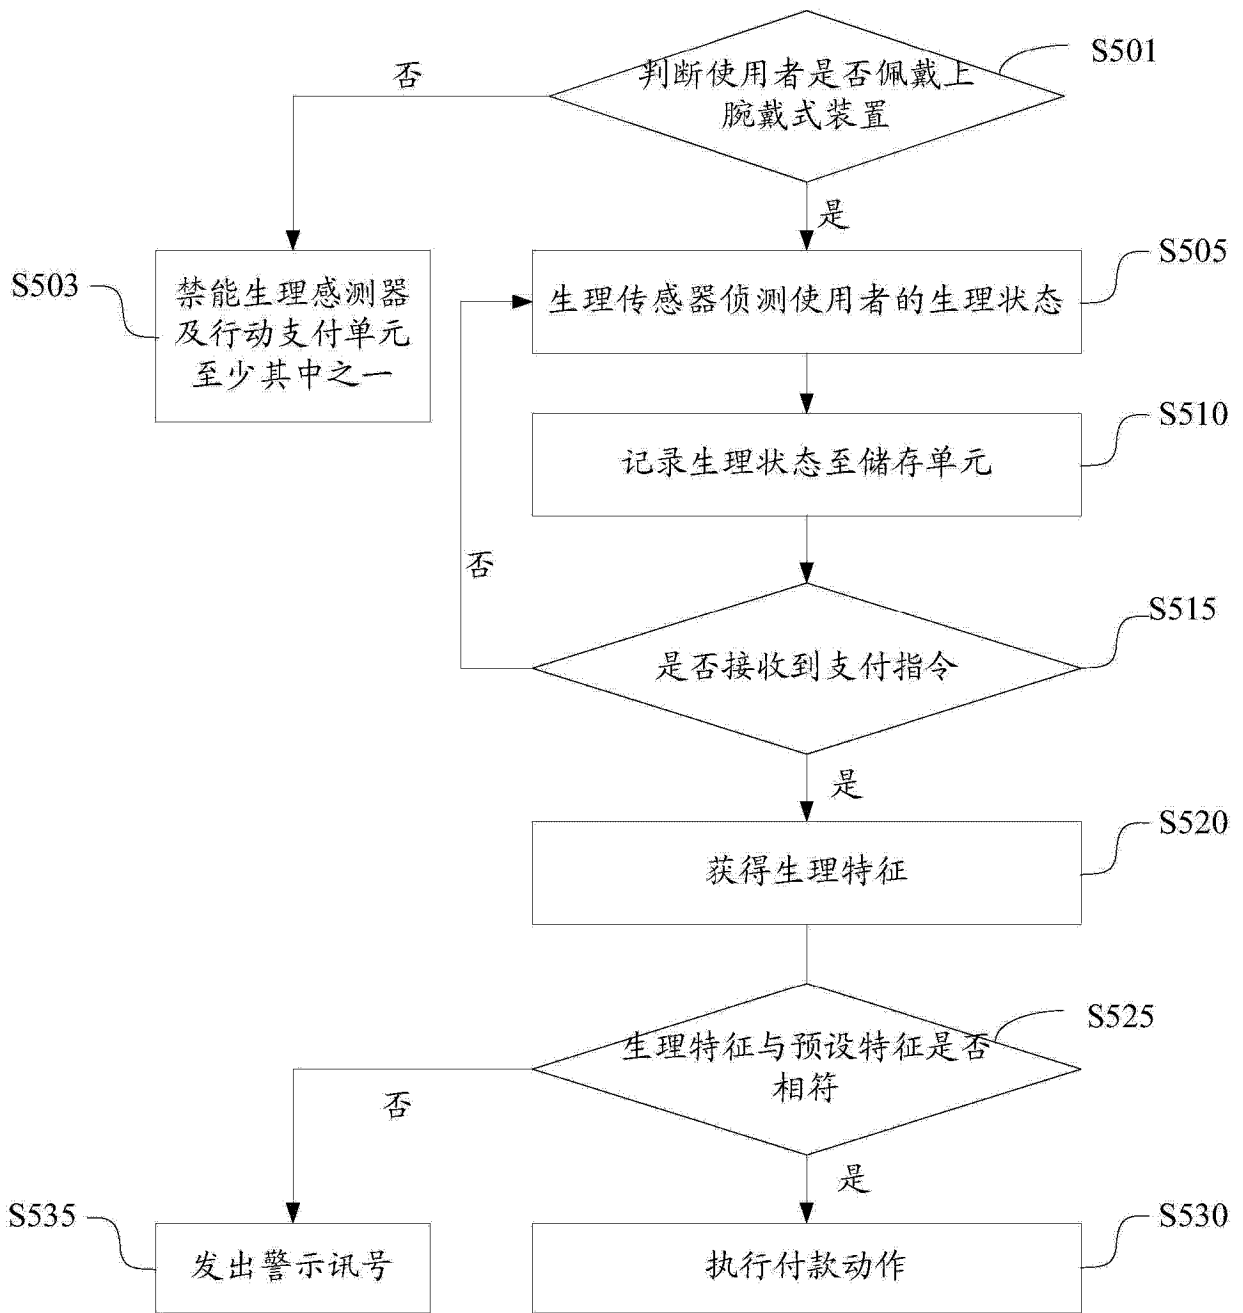 S501
判断使用者是否佩戴上
腕戴式装置
否
是
S503
禁能生理感测器
及行动支付单元
至少其中之一
S505
生理传感器侦测使用者的生理状态
S510
记录生理状态至储存单元
否
S515
是否接收到支付指令
是
S520
获得生理特征
S525
生理特征与预设特征是否
相符
否
是
S535
发出警示讯号
S530
执行付款动作